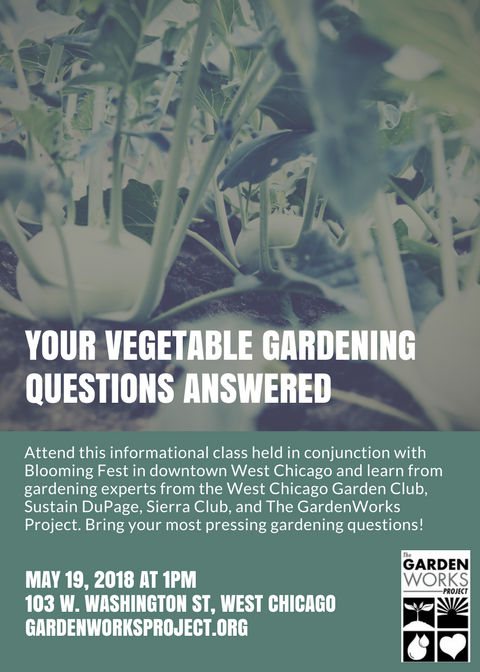 YOUR VEGETABLE GARDENING
QUESTIONS ANSWERED
Attend this informational class held in conjunction with
Blooming Fest in downtown West Chicago and learn from
gardening experts from the West Chicago Garden Club,
Sustain DuPage, Sierra Club, and The GardenWorks
Project. Bring your most pressing gardening questions!
MAY 19, 2018 AT 1PM
103 W. WASHINGTON ST, WEST CHICAGO
GARDENWORKSPROJECT.ORG
The
GARDEN
WORKS
PROJECT